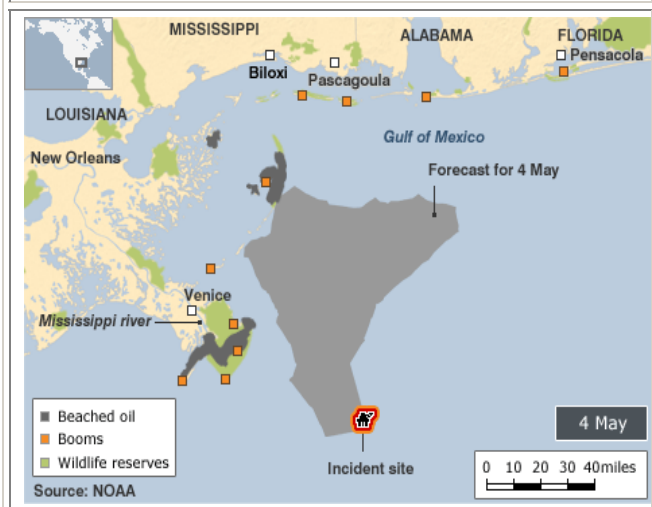 MISSISSIPPI
ALABAMA
FLORIDA
Biloxi
Pascagoula
Pensacola
LOUISIANA
New Orleans
Gulf of Mexico
Forecast for 4 May
Venice
Mississippi river
Beached oil
Booms
Wildlife reserves
Source: NOAA
Incident site
4 May
0 10 20 30 40miles